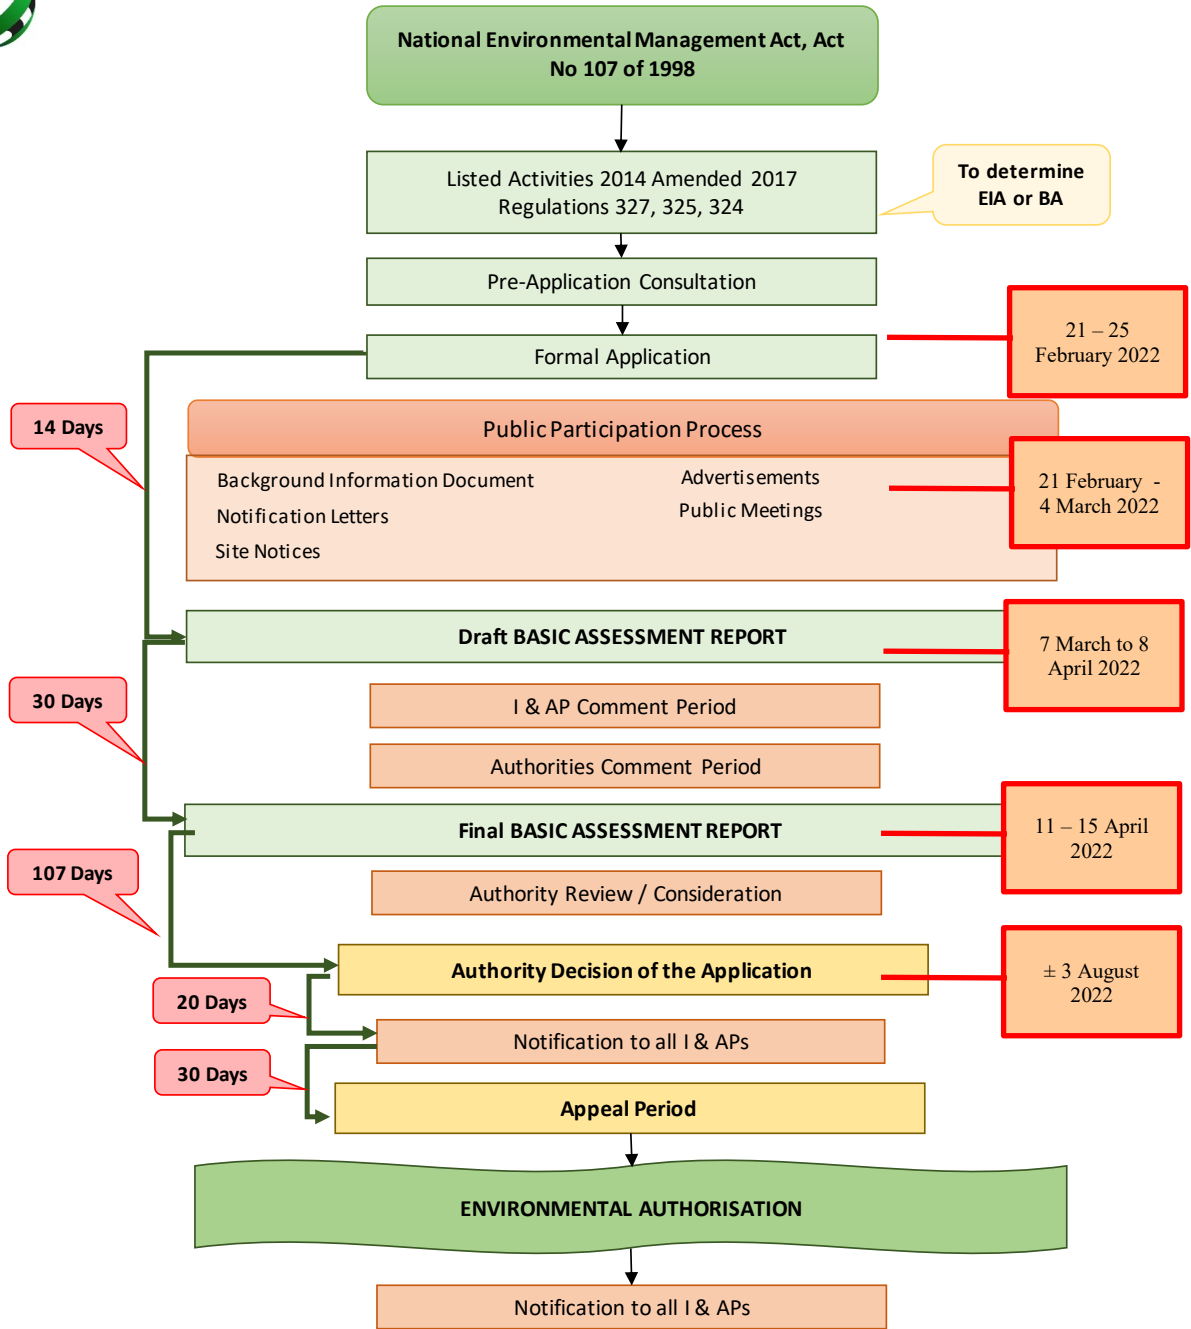 National Environmental Management Act, Act
No 107 of 1998
Listed Activities 2014 Amended 2017
Regulations 327, 325, 324
To determine
EIA or BA
Pre-Application Consultation
Formal Application
21 – 25
February 2022
14 Days
Public Participation Process
Background Information Document
Notification Letters
Site Notices
Advertisements
Public Meetings
21 February -
4 March 2022
Draft BASIC ASSESSMENT REPORT
7 March to 8
April 2022
30 Days
I & AP Comment Period
Authorities Comment Period
Final BASIC ASSESSMENT REPORT
11 – 15 April
2022
107 Days
Authority Review / Consideration
Authority Decision of the Application
± 3 August
2022
20 Days
Notification to all I & APs
30 Days
Appeal Period
ENVIRONMENTAL AUTHORISATION
Notification to all I & APs